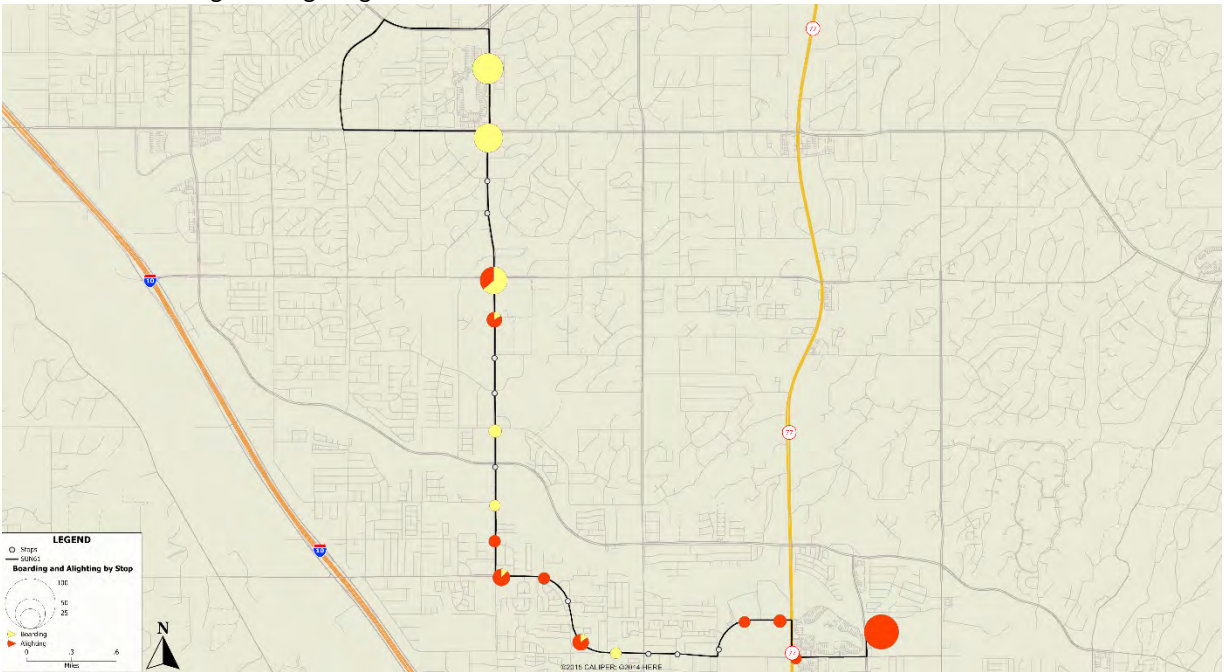 77
10
77
10
LEGEND
Stops
SUN61
Boarding and Alighting by Stop
100
50
25
Boarding
Alighting
0 .3 .6
Miles
N
77
©2015 CALIPER; ©2014 HERE